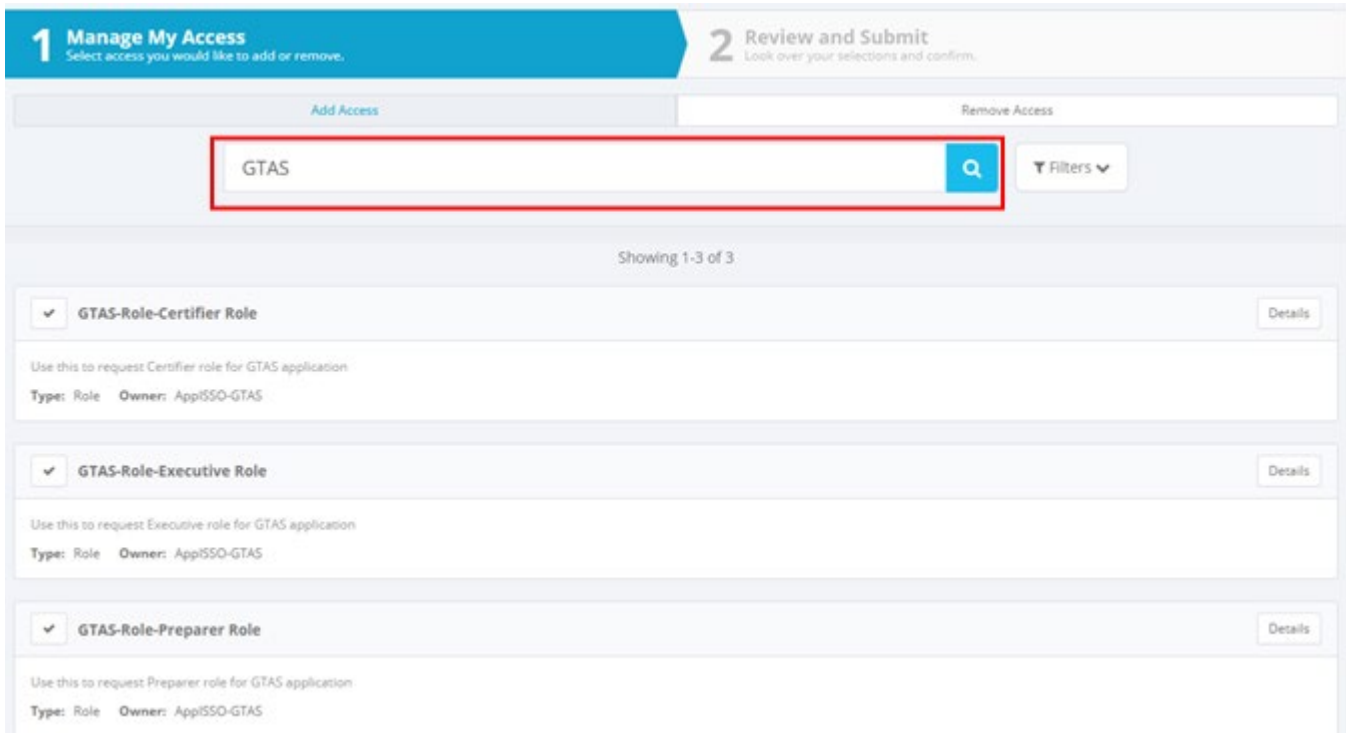 1 Manage My Access
Select access you would like to add or remove.
2 Review and Submit
Look over your selections and confirm.
Add Access
Remove Access
GTAS
Filters
Showing 1-3 of 3
GTAS-Role-Certifier Role
Details
Use this to request Certifier role for GTAS application
Type: Role Owner: AppISSO-GTAS
GTAS-Role-Executive Role
Details
Use this to request Executive role for GTAS application
Type: Role Owner: AppISSO-GTAS
GTAS-Role-Preparer Role
Details
Use this to request Preparer role for GTAS application
Type: Role Owner: AppISSO-GTAS